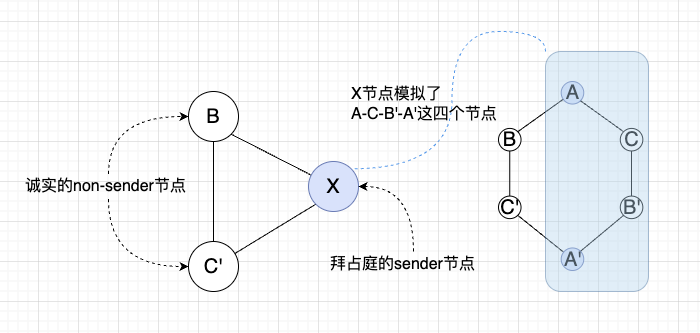 X节点模拟了
A-C-B'-A'这四个节点
A
B
B
C
诚实的non-sender节点
X
C'
B'
C'
A'
拜占庭的sender节点